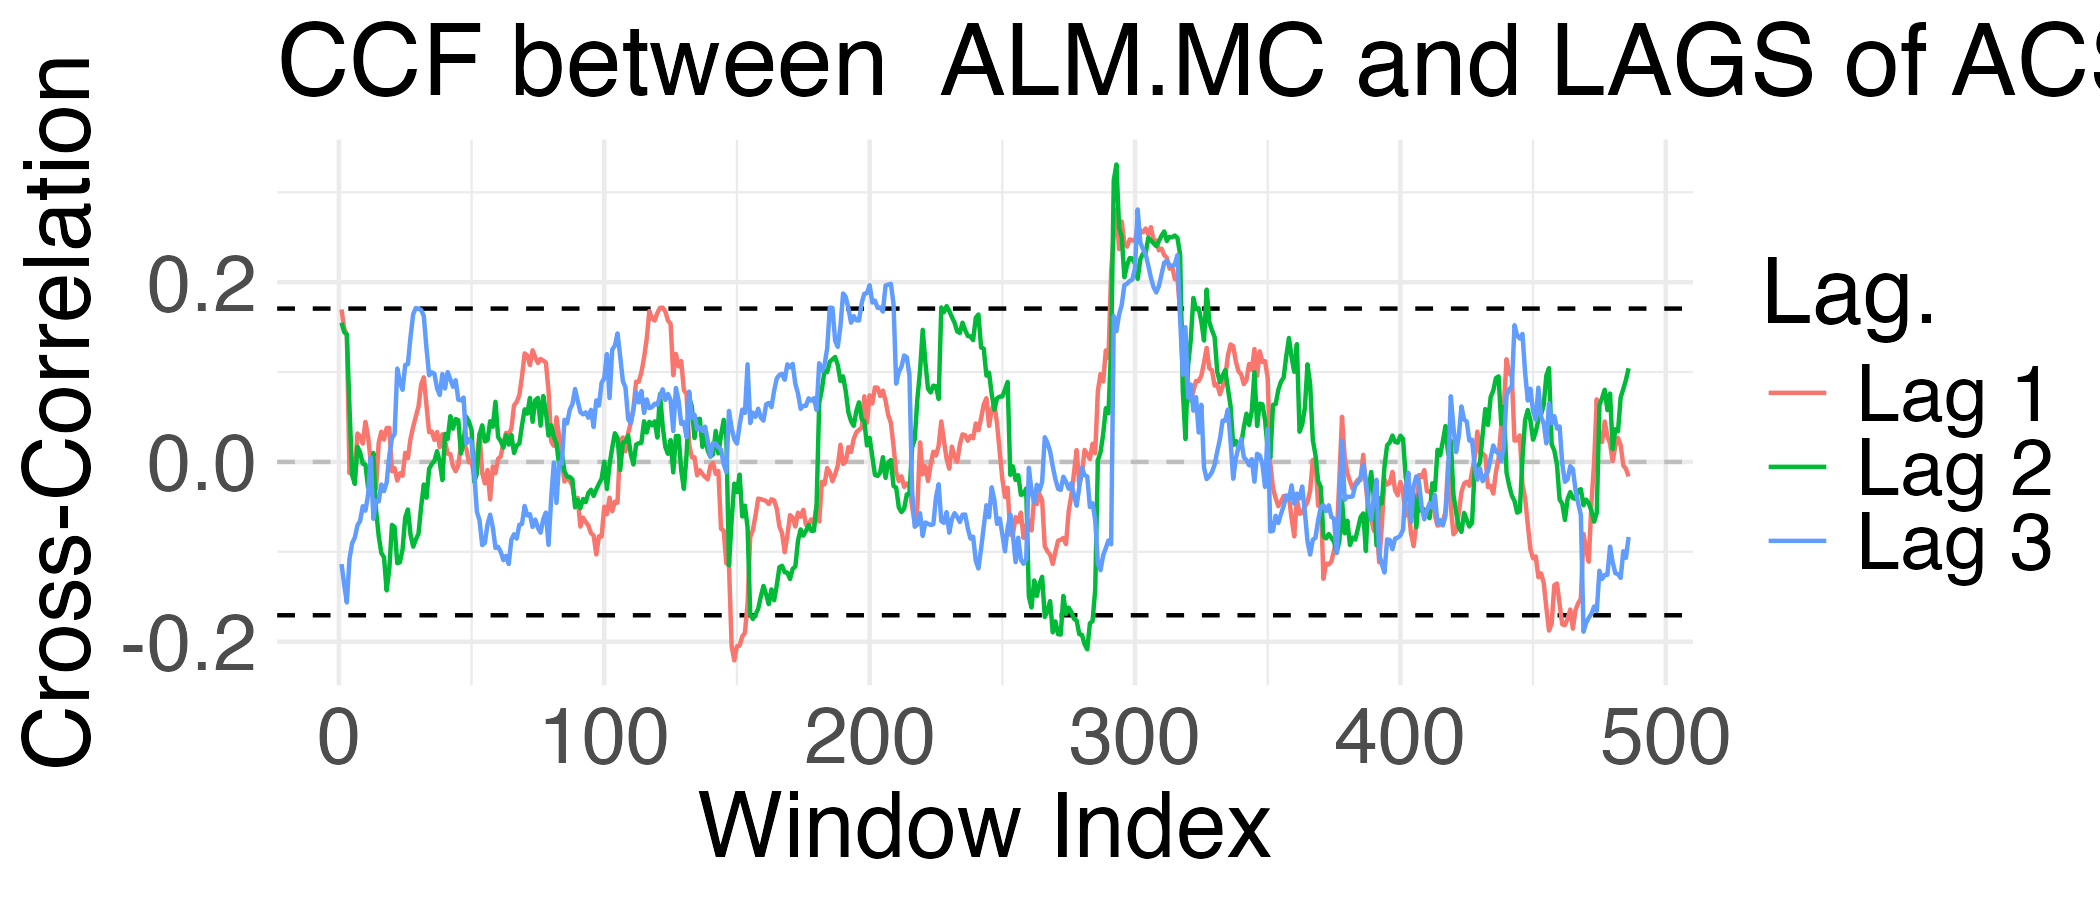 CCF between ALM.MC and LAGS of ACS
Cross-Correlation
0.2
0.0
-0.2
0
100
200
300
400
500
Window Index
Lag.
Lag 1
Lag 2
Lag 3